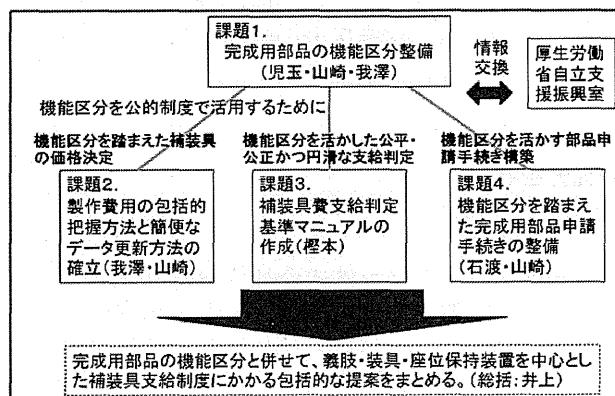 課題1.
完成用部品の機能区分整備
(児玉・山崎・我澤)
情報
交換
厚生労働
省自立支
援振興室
機能区分を公的制度で活用するために
機能区分を踏まえた補装具
の価格決定
機能区分を活かした公平・
公正かつ円滑な支給判定
機能区分を活かす部品申
請手続き構築
課題2.
製作費用の包括的
把握方法と簡便な
データ更新方法の
確立(我澤・山崎)
課題3.
補装具費支給判定
基準マニュアルの
作成(樫本)
課題4.
機能区分を踏まえ
た完成用部品申請
手続きの整備
(石渡・山崎)
完成用部品の機能区分と併せて、義肢・装具・座位保持装置を中心とし
た補装具支給制度にかかる包括的な提案をまとめる。(総括;井上)